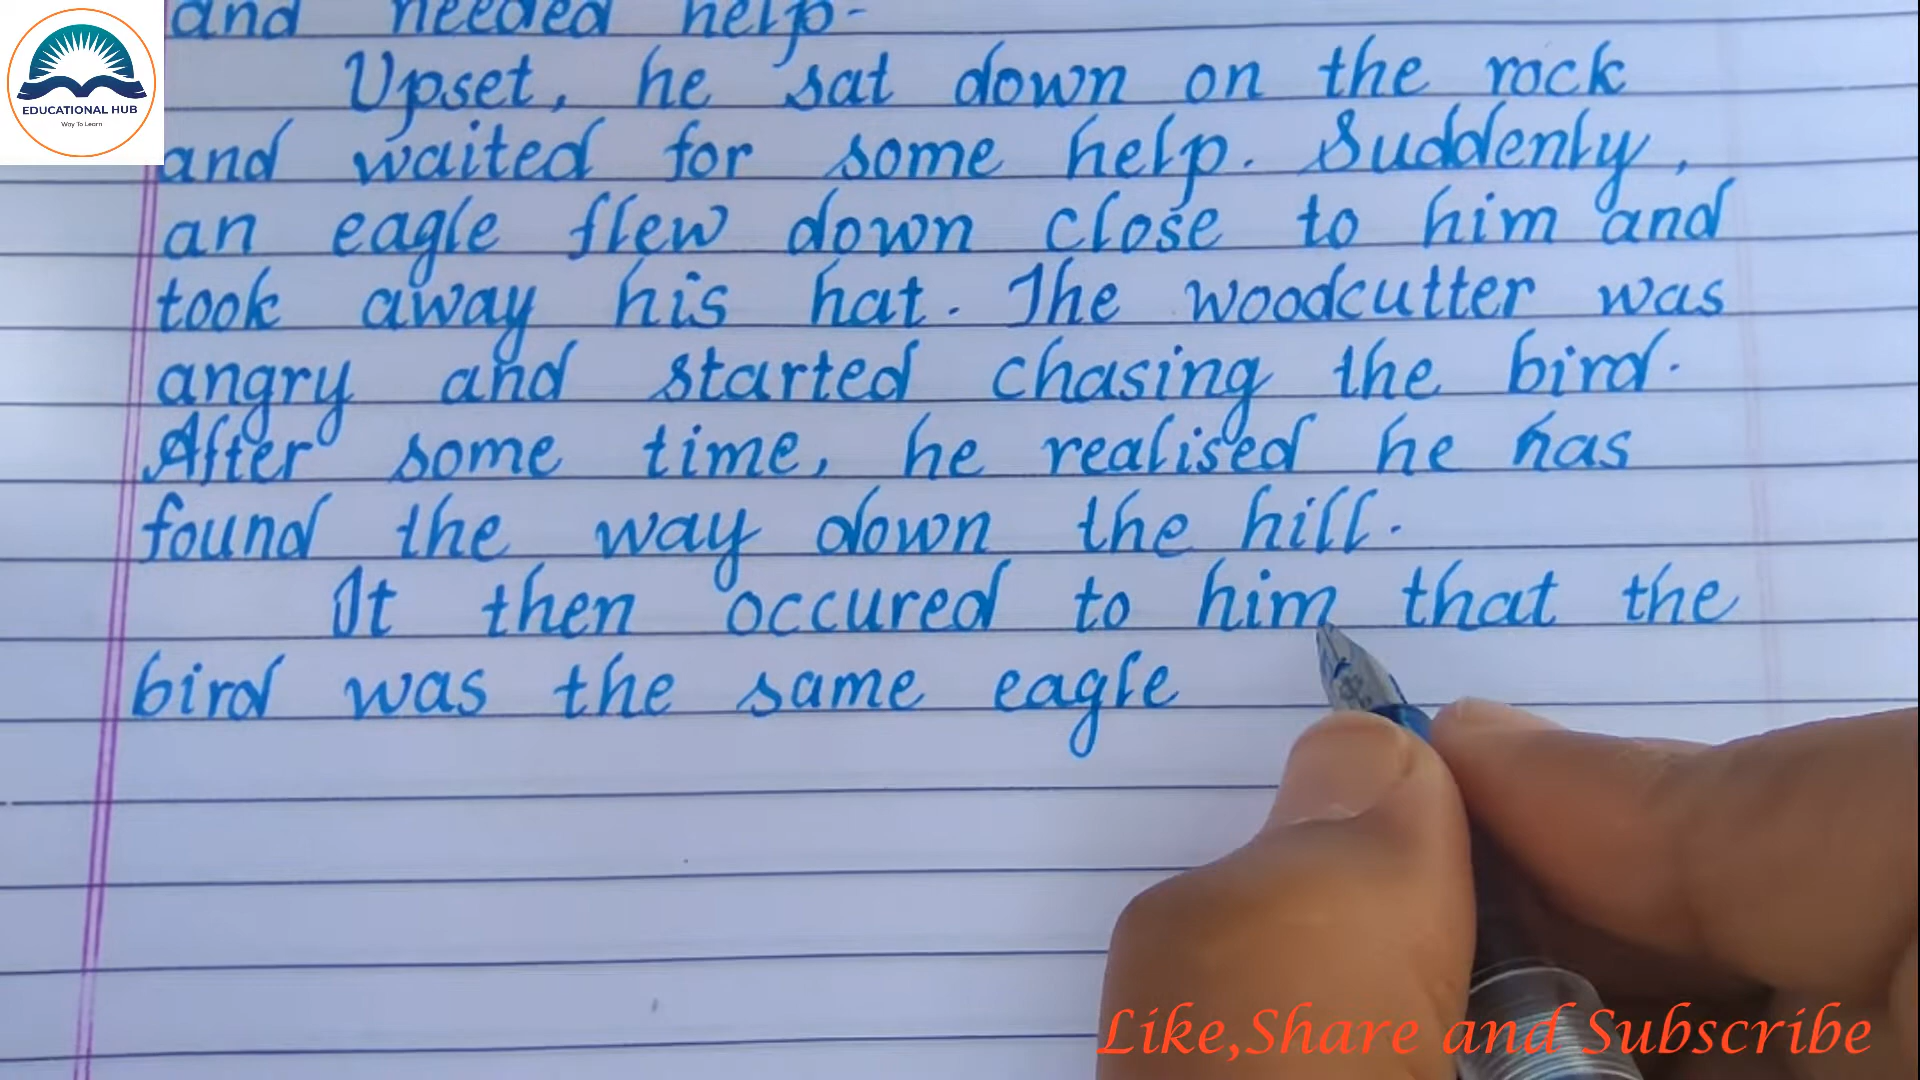 EDUCATIONAL HUB
Way To Learn
and needed help.
Upset, he sat down on the rock
and waited for some help. Suddenly,
an eagle flew down close to him and
took away his hat. The woodcutter was
angry and started chasing the bird.
After some time, he realised he has
found the way down the hill.
It then occured to him that the
bird was the same eagle
Like,Share and Subscribe